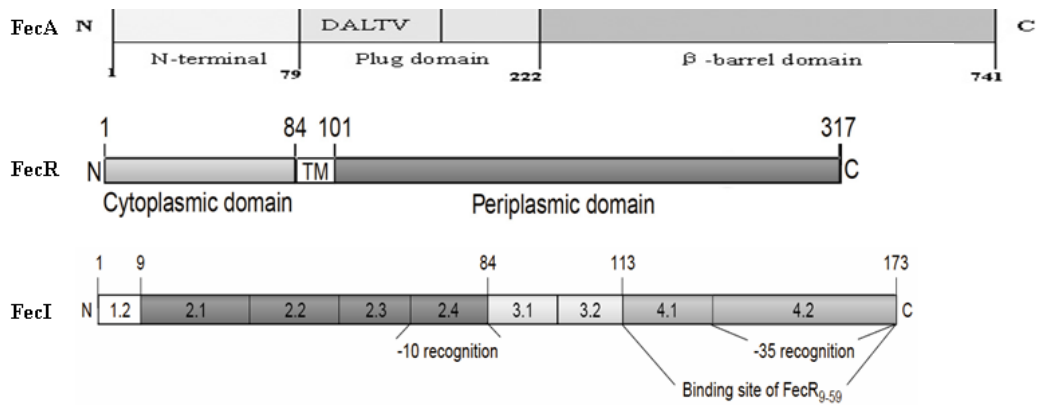 FecA N DALTV C
N-terminal Plug domain β -barrel domain
1 79 222 741
1 84 101 317
FecR N TM C
Cytoplasmic domain Periplasmic domain
1 9 84 113 173
FecI N 1.2 2.1 2.2 2.3 2.4 3.1 3.2 4.1 4.2 C
-10 recognition -35 recognition
Binding site of FecR9-59